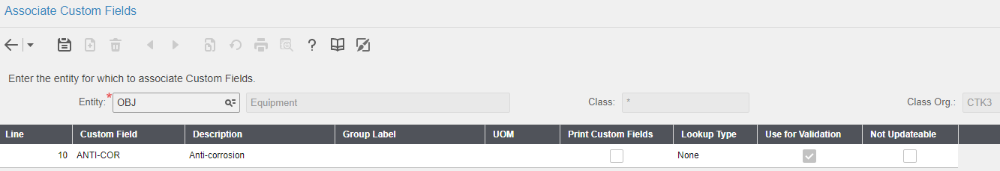 Associate Custom Fields
?
Enter the entity for which to associate Custom Fields.
Entity:* OBJ Equipment Class: * Class Org.: CTK3
Line Custom Field Description Group Label UOM Print Custom Fields Lookup Type Use for Validation Not Updateable
10 ANTI-COR Anti-corrosion None